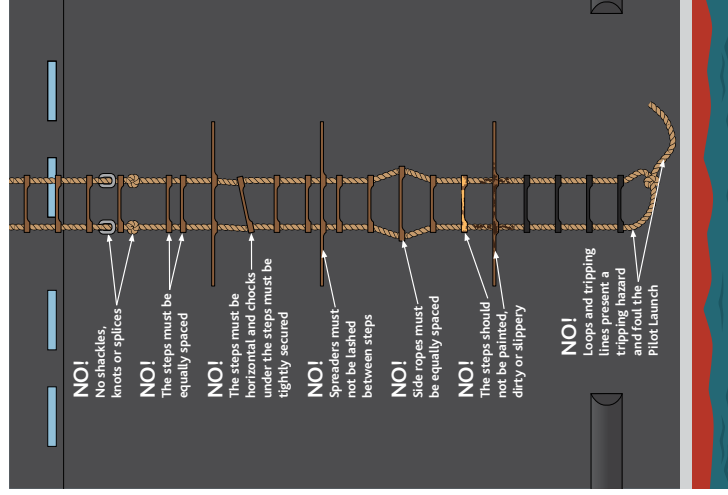 NO!
No shackles,
knots or splices
NO!
The steps must be
equally spaced
NO!
The steps must be
horizontal and chocks
under the steps must be
tightly secured
NO!
Spreaders must
not be lashed
between steps
NO!
Side ropes must
be equally spaced
NO!
The steps should
not be painted,
dirty or slippery
NO!
Loops and tripping
lines present a
tripping hazard
and foul the
Pilot Launch